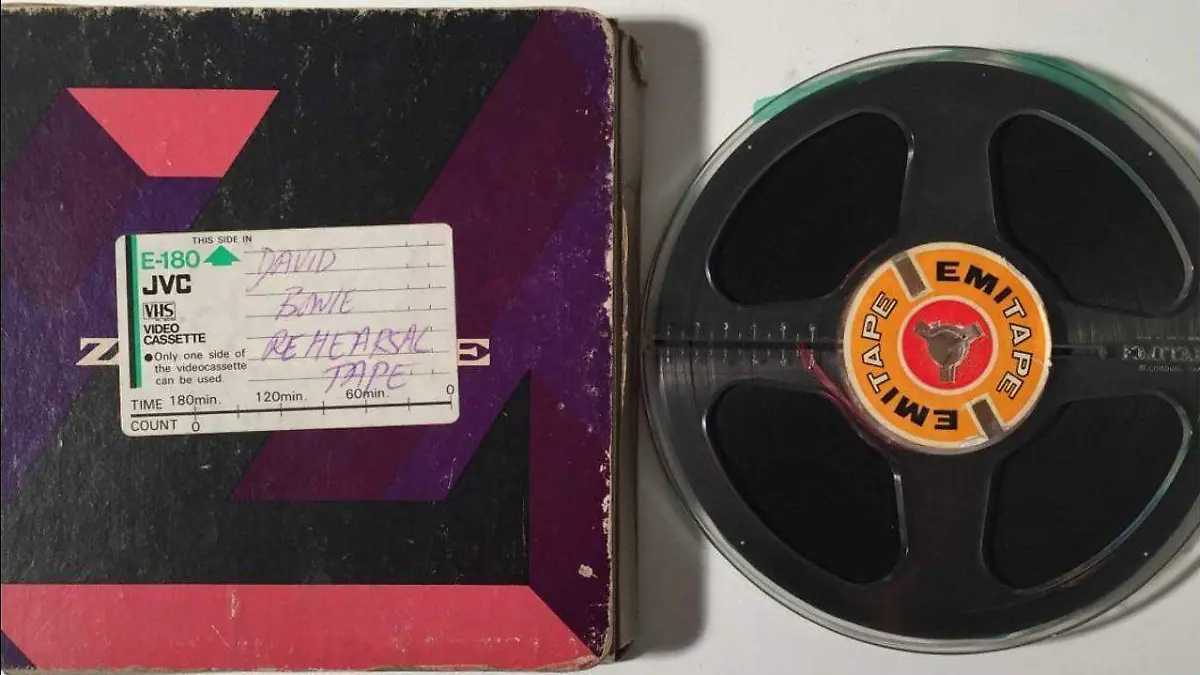 THIS SIDE IN
E-180
JVC
VHS
VIDEO
CASSETTE
●Only one side of
the videocassette
can be used
TIME 180min. 120min. 60min. 0
COUNT 0
DAVID
BOWIE
REHEARSAL
TAPE
EMITAPE
EMITAPE
EMITAPE